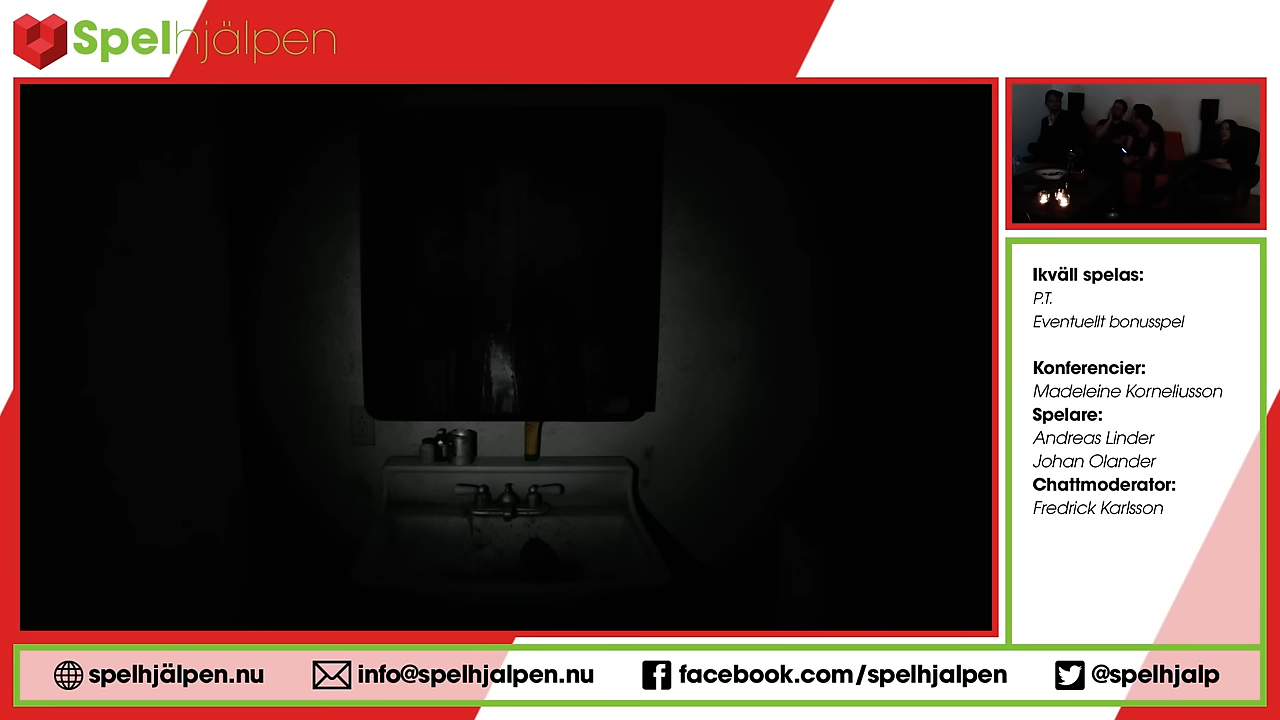 Spelhjälpen
Ikväll spelas:
P.T.
Eventuellt bonusspel
Konferencier:
Madeleine Korneliusson
Spelare:
Andreas Linder
Johan Olander
Chattmoderator:
Fredrick Karlsson
spelhjälpen.nu
info@spelhjalpen.nu
facebook.com/spelhjalpen
@spelhjalp